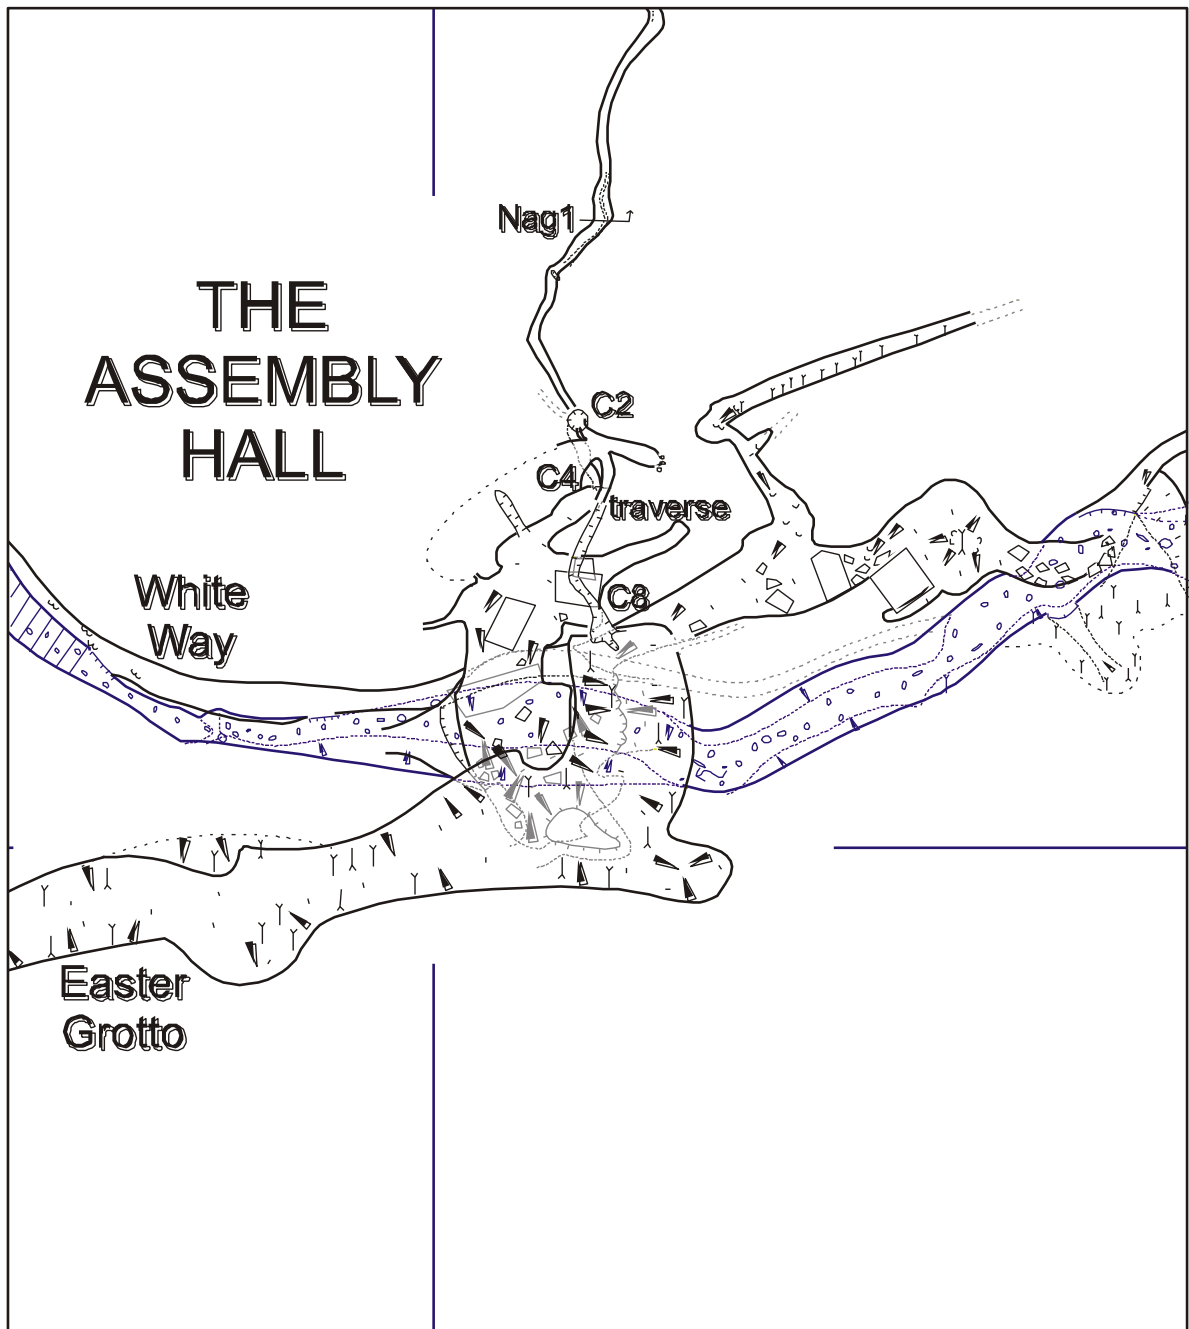 Nag1
THE
ASSEMBLY
HALL
C2
C4
traverse
White
Way
C8
Easter
Grotto